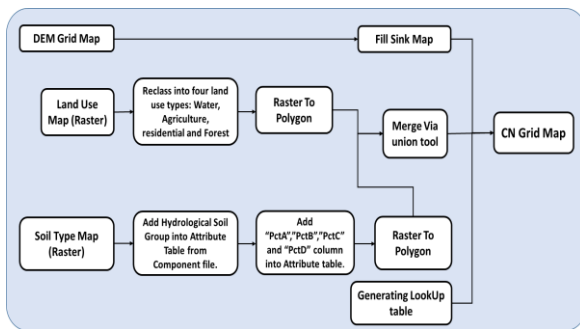 DEM Grid Map
Fill Sink Map
Land Use
Map (Raster)
Reclass into four land
use types: Water,
Agriculture,
residential and Forest
Raster To
Polygon
Merge Via
union tool
CN Grid Map
Soil Type Map
(Raster)
Add Hydrological Soil
Group into Attribute
Table from
Component file.
Add
“PctA”,”PctB”,”PctC”
and “PctD” column
into Attribute table.
Raster To
Polygon
Generating LookUp
table